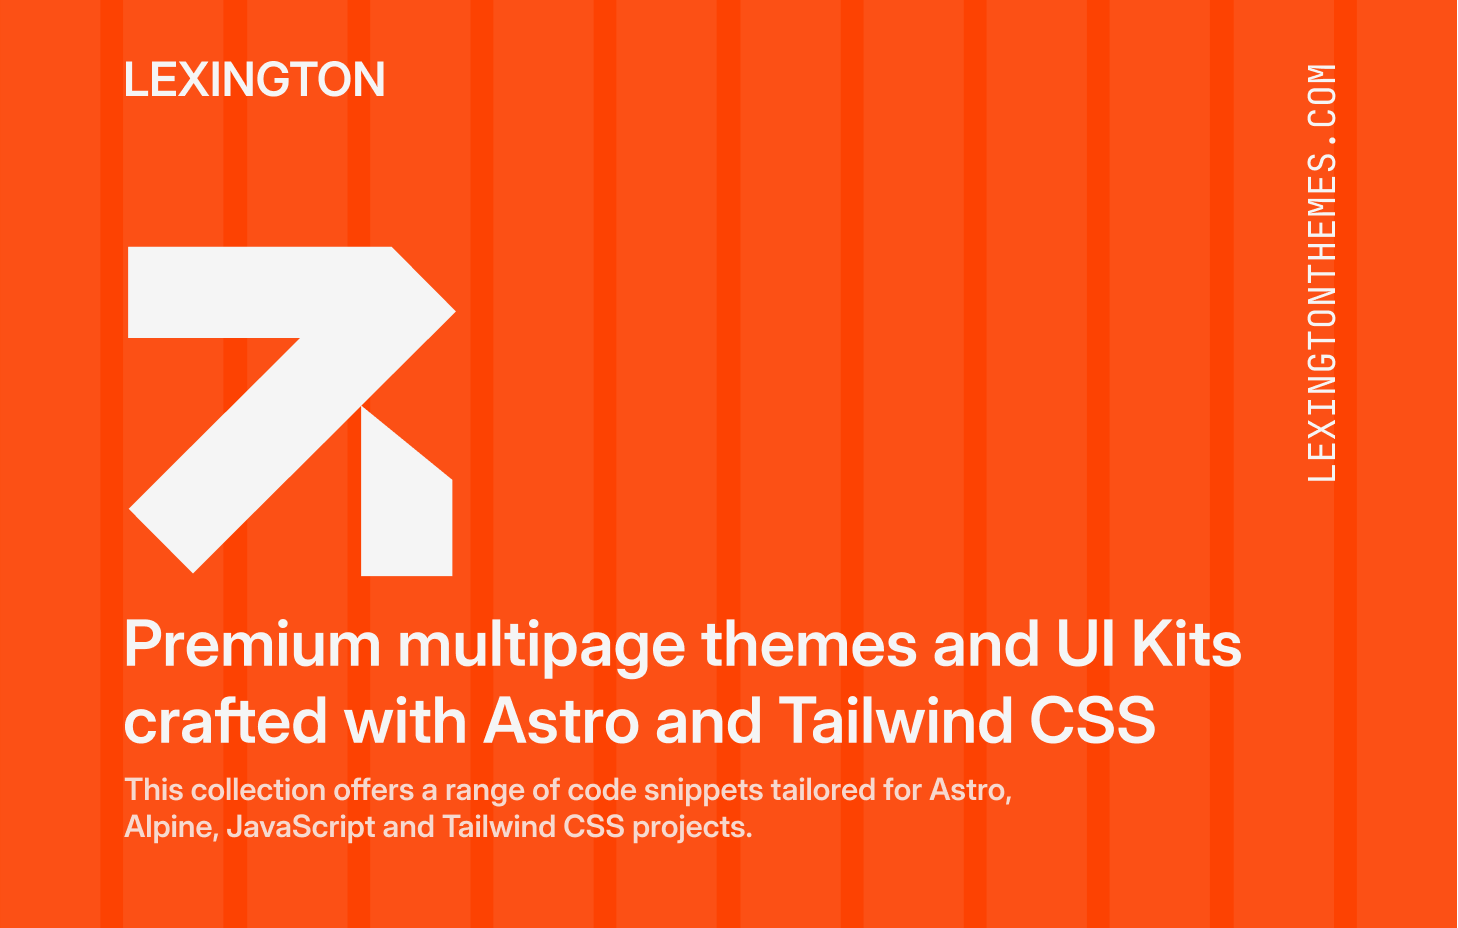 LEXINGTON
LEXINGTONTHEMES.COM
Premium multipage themes and UI Kits
crafted with Astro and Tailwind CSS
This collection offers a range of code snippets tailored for Astro,
Alpine, JavaScript and Tailwind CSS projects.